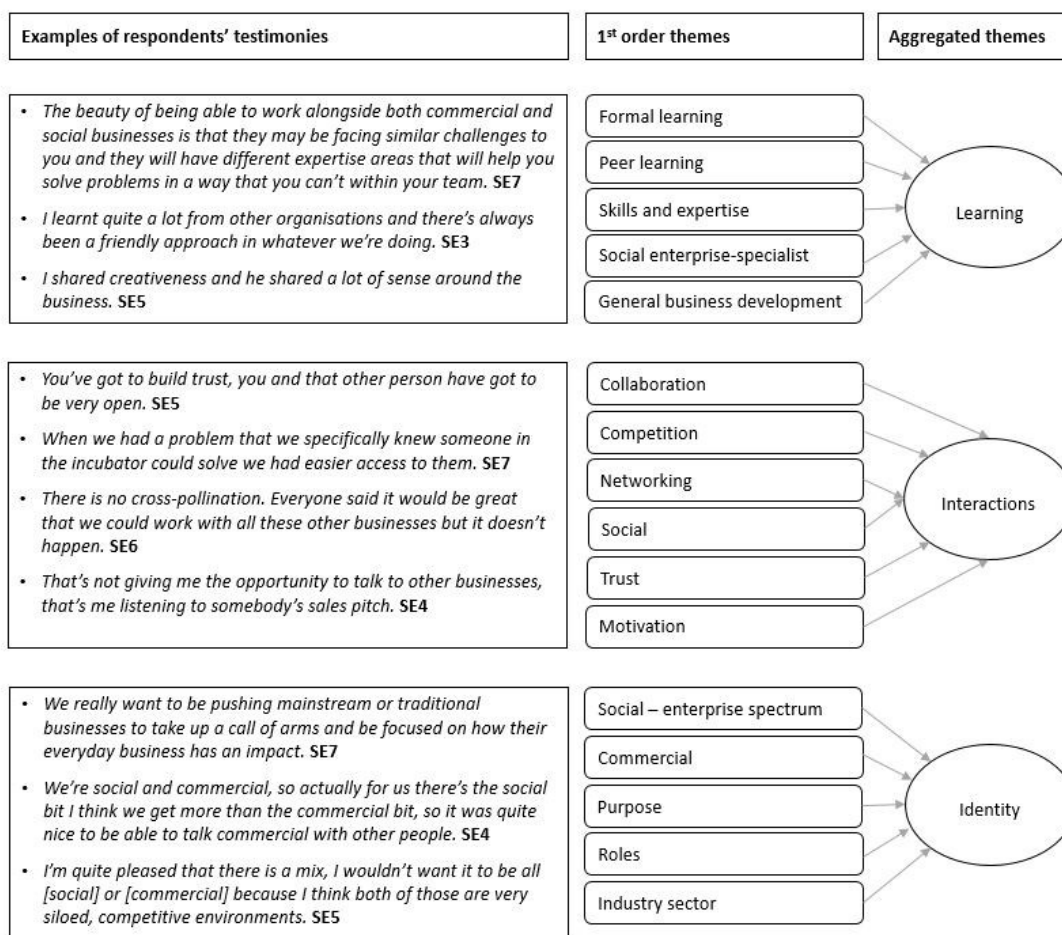 Examples of respondents’ testimonies
1st order themes
Aggregated themes
• The beauty of being able to work alongside both commercial and
social businesses is that they may be facing similar challenges to
you and they will have different expertise areas that will help you
solve problems in a way that you can’t within your team. SE7
• I learnt quite a lot from other organisations and there’s always
been a friendly approach in whatever we’re doing. SE3
• I shared creativeness and he shared a lot of sense around the
business. SE5
Formal learning
Peer learning
Skills and expertise
Social enterprise-specialist
General business development
Learning
• You’ve got to build trust, you and that other person have got to
be very open. SE5
• When we had a problem that we specifically knew someone in
the incubator could solve we had easier access to them. SE7
• There is no cross-pollination. Everyone said it would be great
that we could work with all these other businesses but it doesn’t
happen. SE6
• That’s not giving me the opportunity to talk to other businesses,
that’s me listening to somebody’s sales pitch. SE4
Collaboration
Competition
Networking
Social
Trust
Motivation
Interactions
• We really want to be pushing mainstream or traditional
businesses to take up a call of arms and be focused on how their
everyday business has an impact. SE7
• We’re social and commercial, so actually for us there’s the social
bit I think we get more than the commercial bit, so it was quite
nice to be able to talk commercial with other people. SE4
• I’m quite pleased that there is a mix, I wouldn’t want it to be all
[social] or [commercial] because I think both of those are very
siloed, competitive environments. SE5
Social – enterprise spectrum
Commercial
Purpose
Roles
Industry sector
Identity